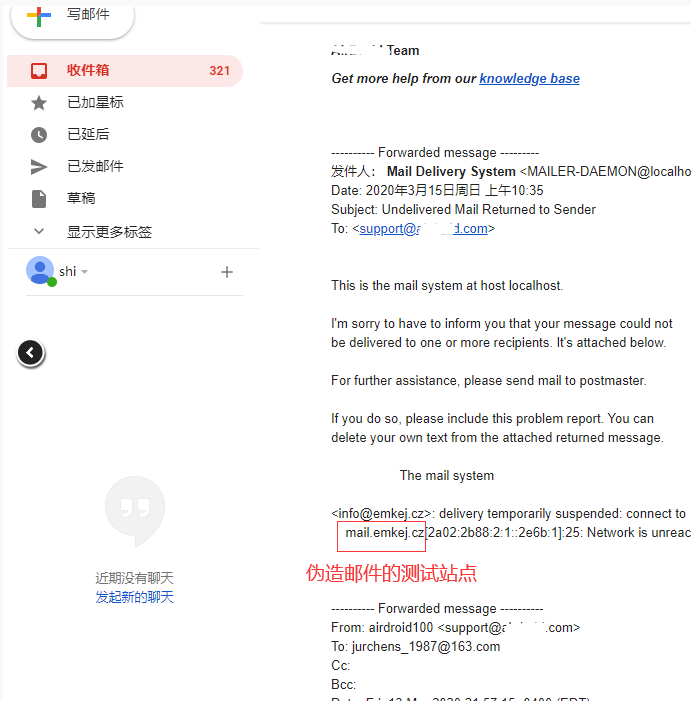 写邮件
收件箱 321
已加星标
已延后
已发邮件
草稿
显示更多标签
shi
近期没有聊天
发起新的聊天
Team
Get more help from our knowledge base
---------- Forwarded message ---------
发件人： Mail Delivery System <MAILER-DAEMON@localho
Date: 2020年3月15日周日 上午10:35
Subject: Undelivered Mail Returned to Sender
To: <support@ d.com>
This is the mail system at host localhost.
I'm sorry to have to inform you that your message could not
be delivered to one or more recipients. It's attached below.
For further assistance, please send mail to postmaster.
If you do so, please include this problem report. You can
delete your own text from the attached returned message.
The mail system
<info@emkej.cz>: delivery temporarily suspended: connect to
mail.emkej.cz[2a02:2b88:2:1::2e6b:1]:25: Network is unreac
伪造邮件的测试站点
---------- Forwarded message ----------
From: airdroid100 <support@ .com>
To: jurchens_1987@163.com
Cc:
Bcc: